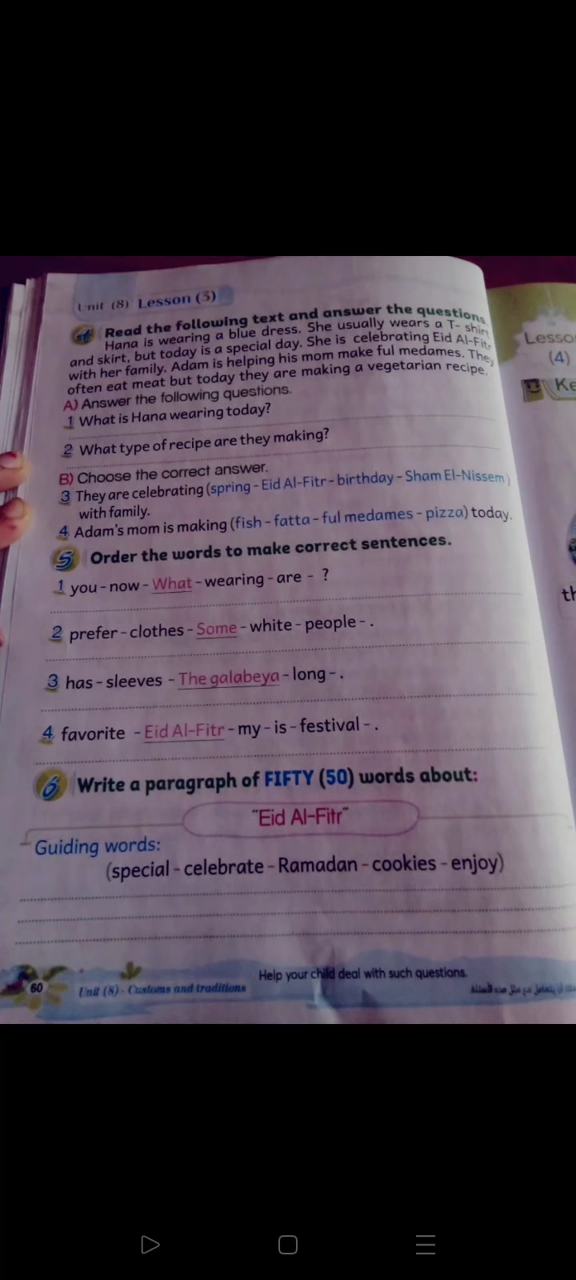 Unit (8) Lesson (3)
4 Read the following text and answer the questions
Hana is wearing a blue dress. She usually wears a T- shirt
and skirt, but today is a special day. She is celebrating Eid Al-Fitr
with her family. Adam is helping his mom make ful medames. They
often eat meat but today they are making a vegetarian recipe.
A) Answer the following questions.
1 What is Hana wearing today?
2 What type of recipe are they making?
B) Choose the correct answer.
3 They are celebrating (spring - Eid Al-Fitr - birthday - Sham El-Nissem)
with family.
4 Adam's mom is making (fish - fatta - ful medames - pizza) today.
5 Order the words to make correct sentences.
1 you - now - What - wearing - are - ?
2 prefer - clothes - Some - white - people - .
3 has - sleeves - The galabeya - long - .
4 favorite - Eid Al-Fitr - my - is - festival - .
6 Write a paragraph of FIFTY (50) words about:
"Eid Al-Fitr"
Guiding words:
(special - celebrate - Ramadan - cookies - enjoy)
60
Unit (8) - Customs and traditions
Help your child deal with such questions.
Lesso
(4)
Ke
th